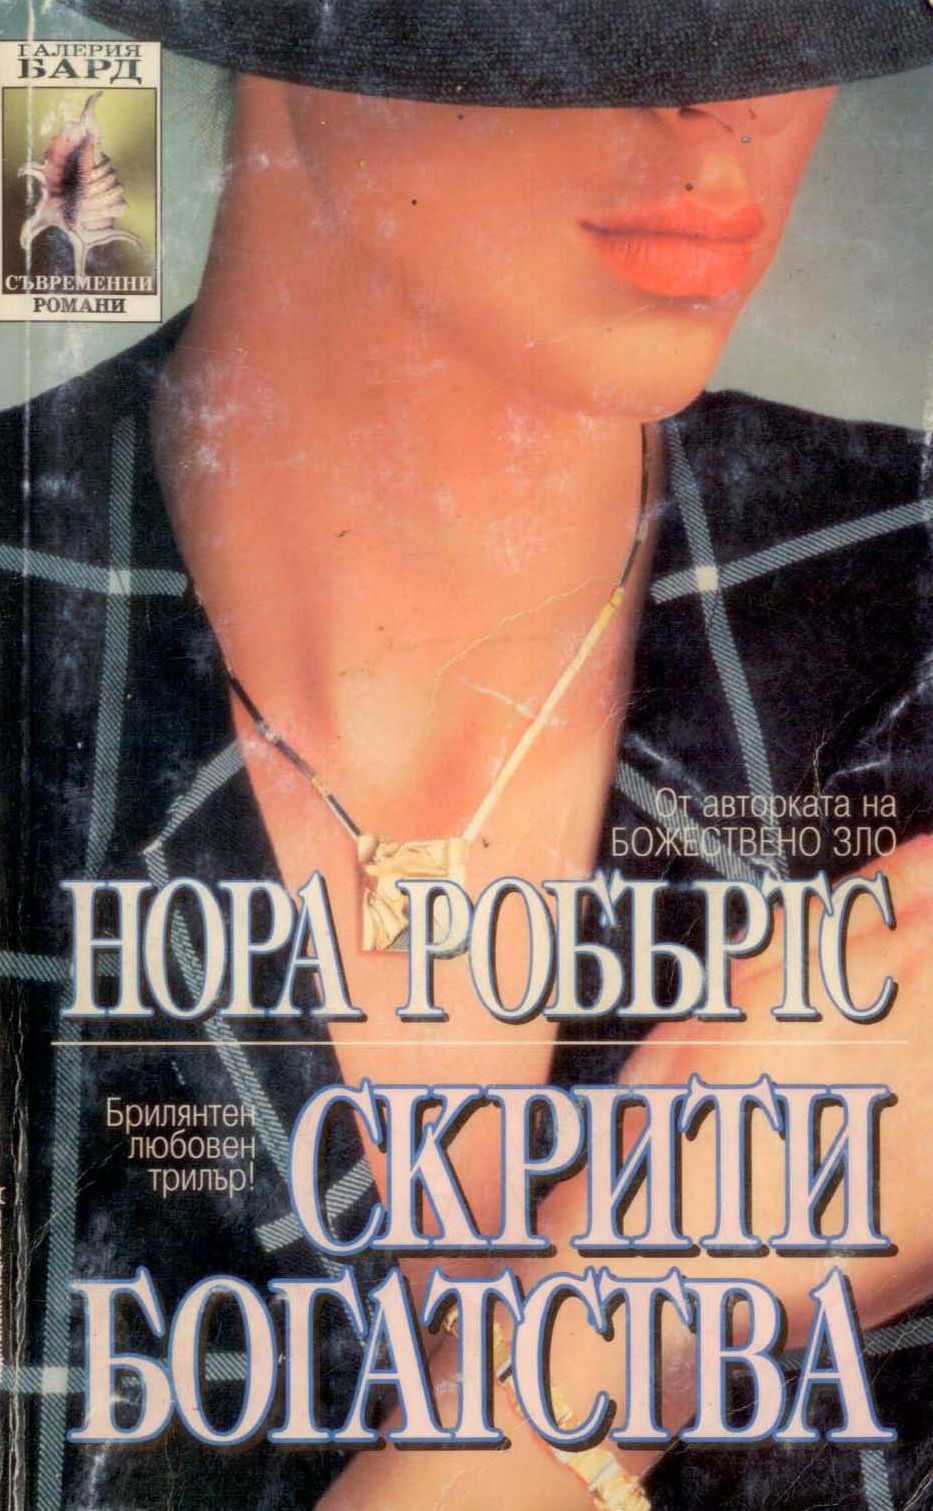 ГАЛЕРИЯ
БАРД
СЪВРЕМЕННИ
РОМАНИ
От авторката на
БОЖЕСТВЕНО ЗЛО
НОРА РОБЪРТС
Брилянтен
любовен
трилър!
СКРИТИ
БОГАТСТВА